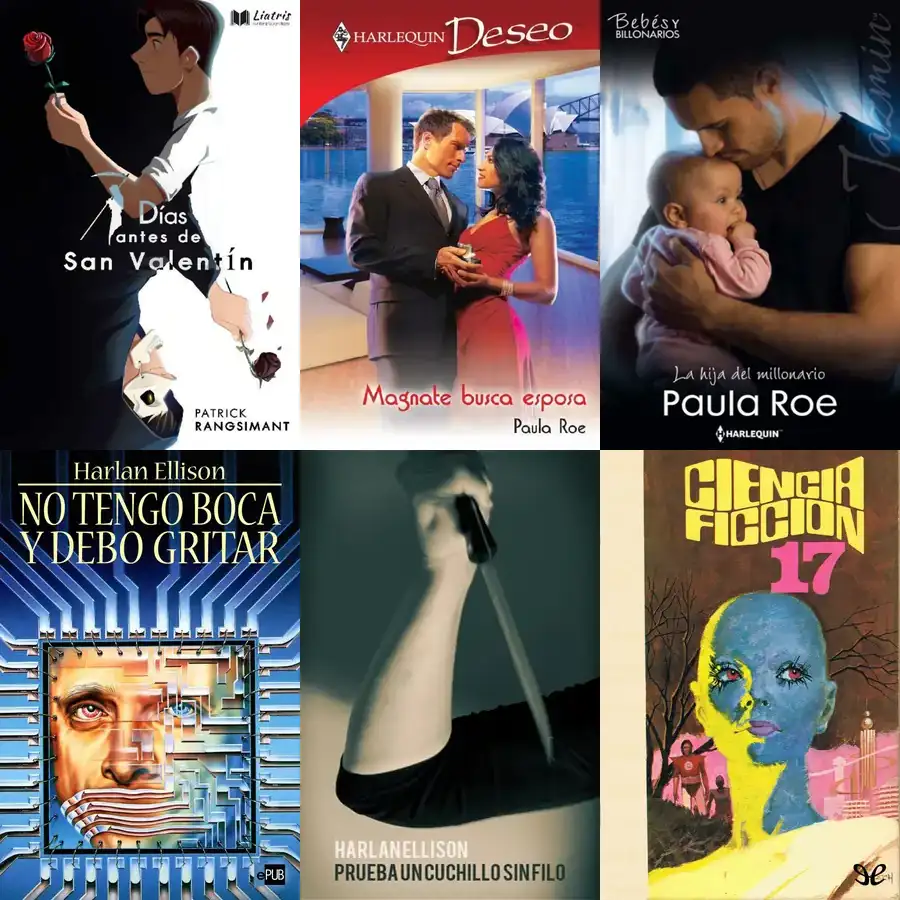 Liatris
Días
antes de
San Valentín
PATRICK
RANGSIMANT
HARLEQUIN Deseo
Magnate busca esposa
Paula Roe
Bebés y
BILLONARIOS
Jazmín
La hija del millonario
Paula Roe
HARLEQUIN™
Harlan Ellison
NO TENGO BOCA
Y DEBO GRITAR
ePUB
HARLAN ELLISON
PRUEBA UN CUCHILLO SIN FILO
CIENCIA
FICCION
17